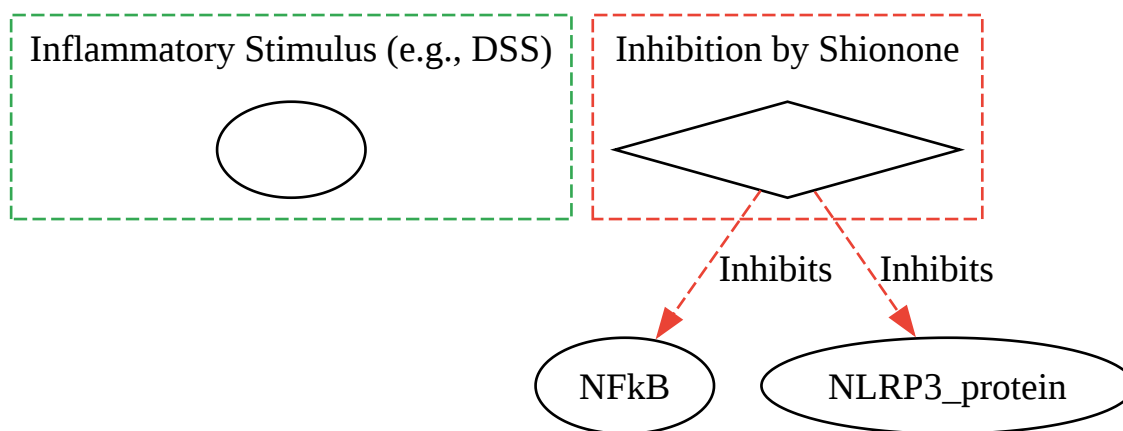 Inflammatory Stimulus (e.g., DSS)
Inhibition by Shionone
Inhibits
Inhibits
NFkB
NLRP3_protein